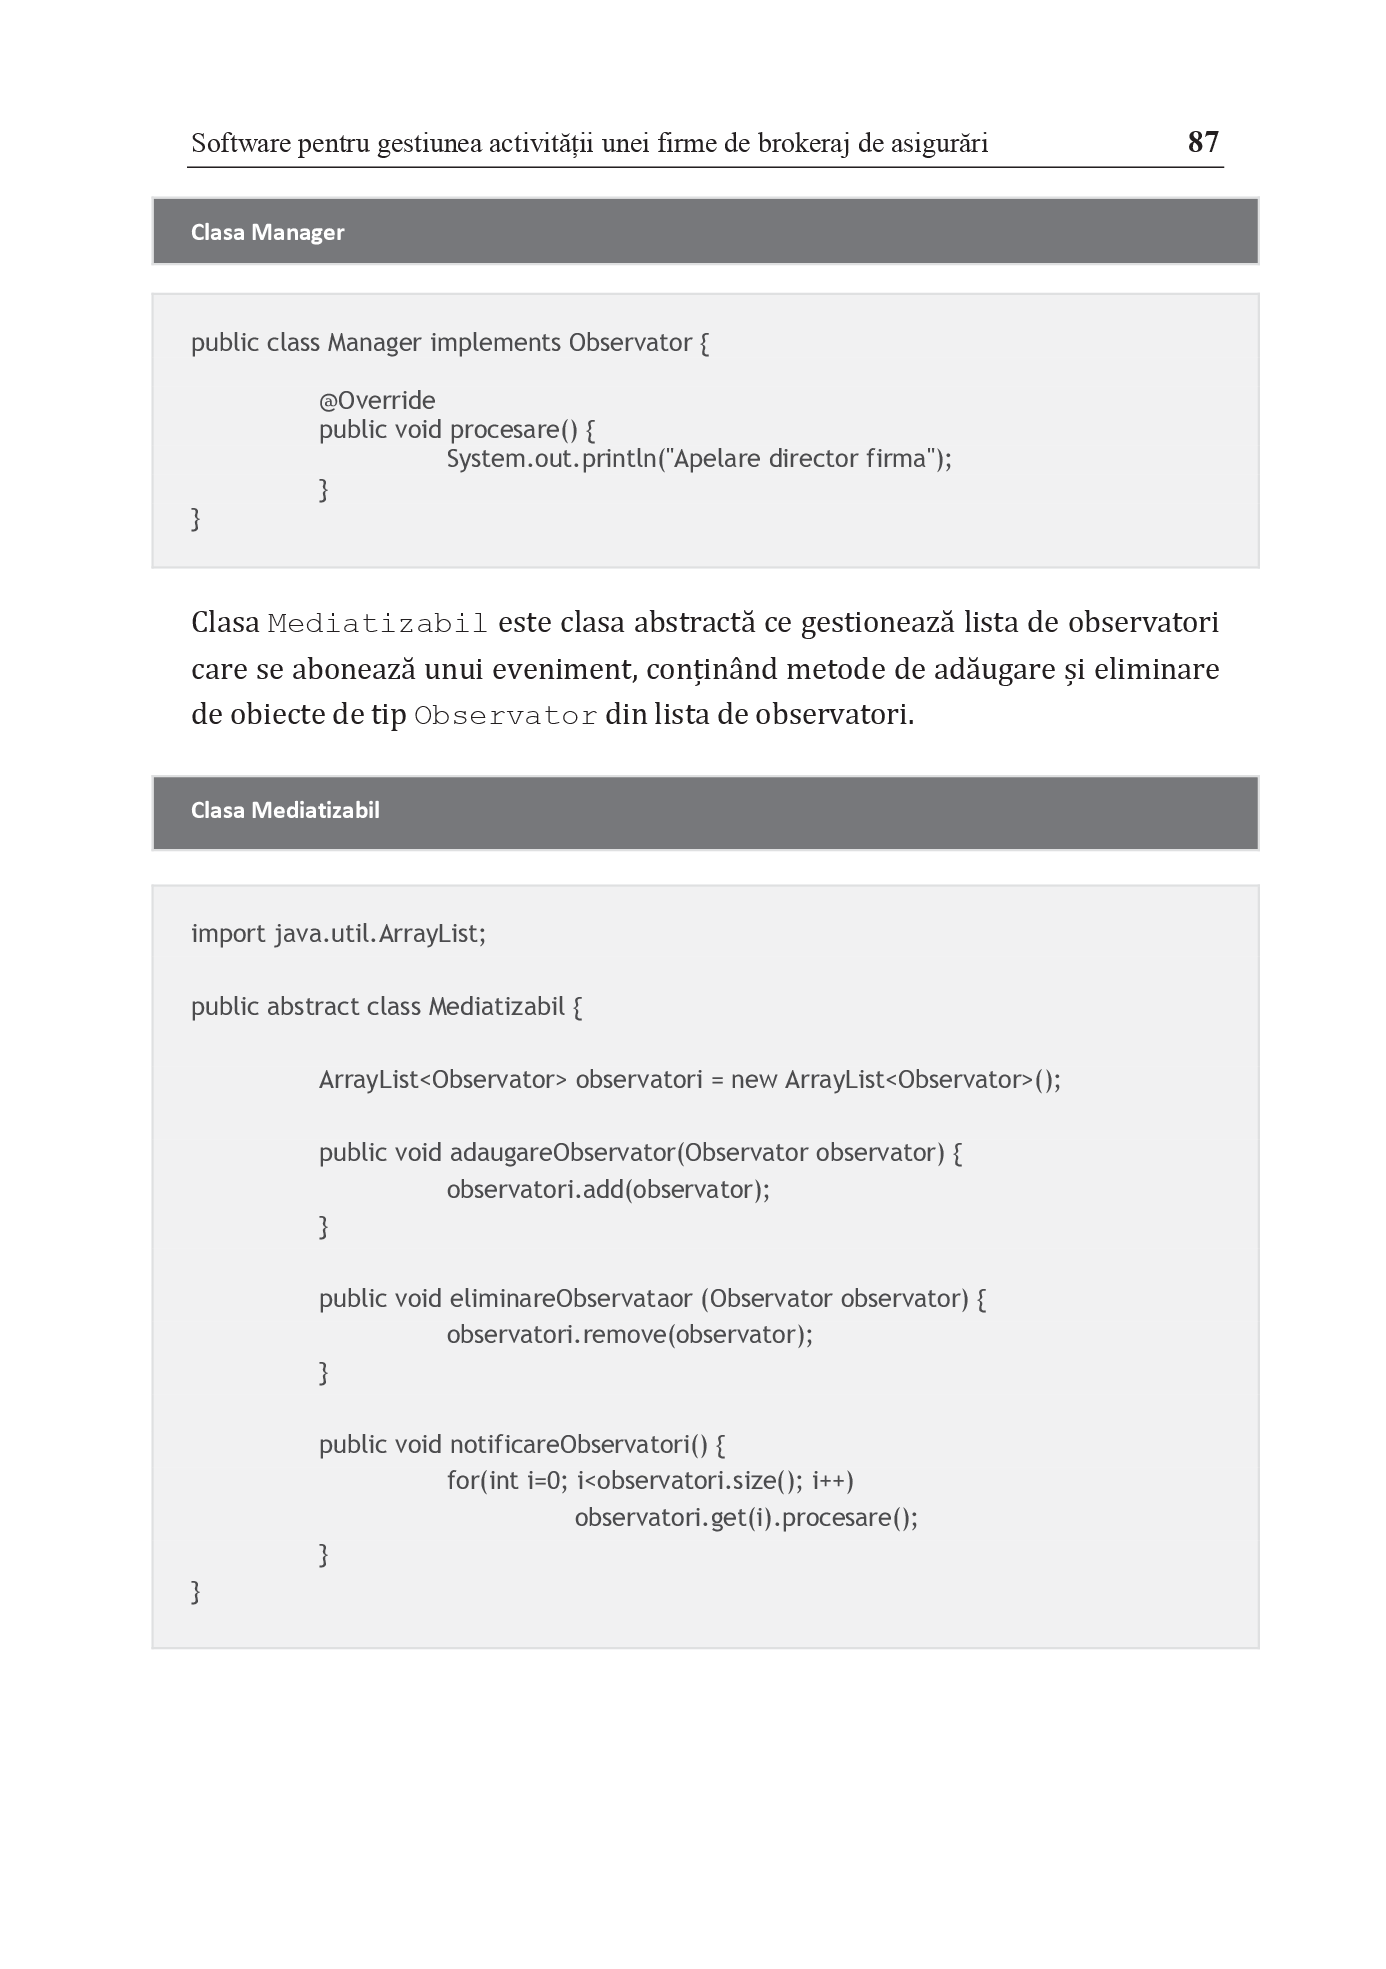 Software pentru gestiunea activității unei firme de brokeraj de asigurări 87
Clasa Manager
public class Manager implements Observator {
@Override
public void procesare() {
System.out.println("Apelare director firma");
}
}
Clasa Mediatizabil este clasa abstractă ce gestionează lista de observatori
care se abonează unui eveniment, conținând metode de adăugare și eliminare
de obiecte de tip Observator din lista de observatori.
Clasa Mediatizabil
import java.util.ArrayList;
public abstract class Mediatizabil {
ArrayList<Observator> observatori = new ArrayList<Observator>();
public void adaugareObservator(Observator observator) {
observatori.add(observator);
}
public void eliminareObservataor (Observator observator) {
observatori.remove(observator);
}
public void notificareObservatori() {
for(int i=0; i<observatori.size(); i++)
observatori.get(i).procesare();
}
}